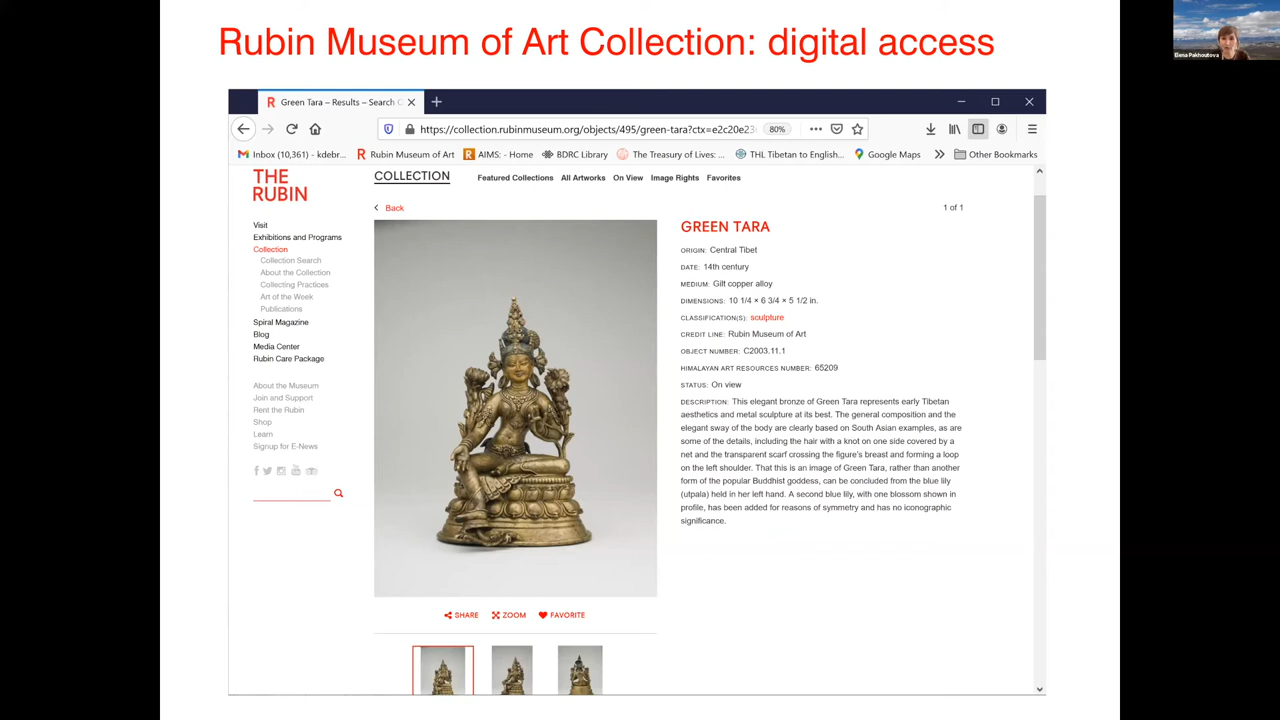 Rubin Museum of Art Collection: digital access
Elena Pakhoutova
Green Tara – Results – Search C
https://collection.rubinmuseum.org/objects/495/green-tara?ctx=e2c20e23
80%
Inbox (10,361) - kdebr...
Rubin Museum of Art
AIMS: - Home
BDRC Library
The Treasury of Lives: ...
THL Tibetan to English...
Google Maps
Other Bookmarks
THE
RUBIN
COLLECTION
Featured Collections
All Artworks
On View
Image Rights
Favorites
Back
1 of 1
Visit
Exhibitions and Programs
Collection
Collection Search
About the Collection
Collecting Practices
Art of the Week
Publications
Spiral Magazine
Blog
Media Center
Rubin Care Package
About the Museum
Join and Support
Rent the Rubin
Shop
Learn
Signup for E-News
GREEN TARA
ORIGIN: Central Tibet
DATE: 14th century
MEDIUM: Gilt copper alloy
DIMENSIONS: 10 1/4 × 6 3/4 × 5 1/2 in.
CLASSIFICATION(S): sculpture
CREDIT LINE: Rubin Museum of Art
OBJECT NUMBER: C2003.11.1
HIMALAYAN ART RESOURCES NUMBER: 65209
STATUS: On view
DESCRIPTION: This elegant bronze of Green Tara represents early Tibetan
aesthetics and metal sculpture at its best. The general composition and the
elegant sway of the body are clearly based on South Asian examples, as are
some of the details, including the hair with a knot on one side covered by a
net and the transparent scarf crossing the figure's breast and forming a loop
on the left shoulder. That this is an image of Green Tara, rather than another
form of the popular Buddhist goddess, can be concluded from the blue lily
(utpala) held in her left hand. A second blue lily, with one blossom shown in
profile, has been added for reasons of symmetry and has no iconographic
significance.
SHARE
ZOOM
FAVORITE